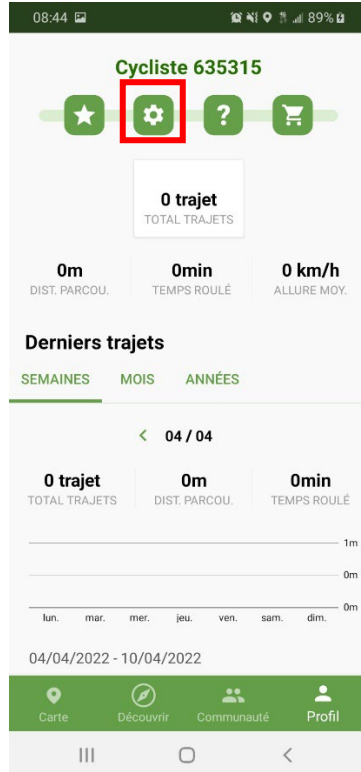 08:44 89%
Cycliste 635315
?
0 trajet
TOTAL TRAJETS
0m 0min 0 km/h
DIST. PARCOU. TEMPS ROULÉ ALLURE MOY.
Derniers trajets
SEMAINES MOIS ANNÉES
< 04 / 04
0 trajet 0m 0min
TOTAL TRAJETS DIST. PARCOU. TEMPS ROULÉ
1m
0m
0m
lun. mar. mer. jeu. ven. sam. dim.
04/04/2022 - 10/04/2022
Carte Découvrir Communauté Profil